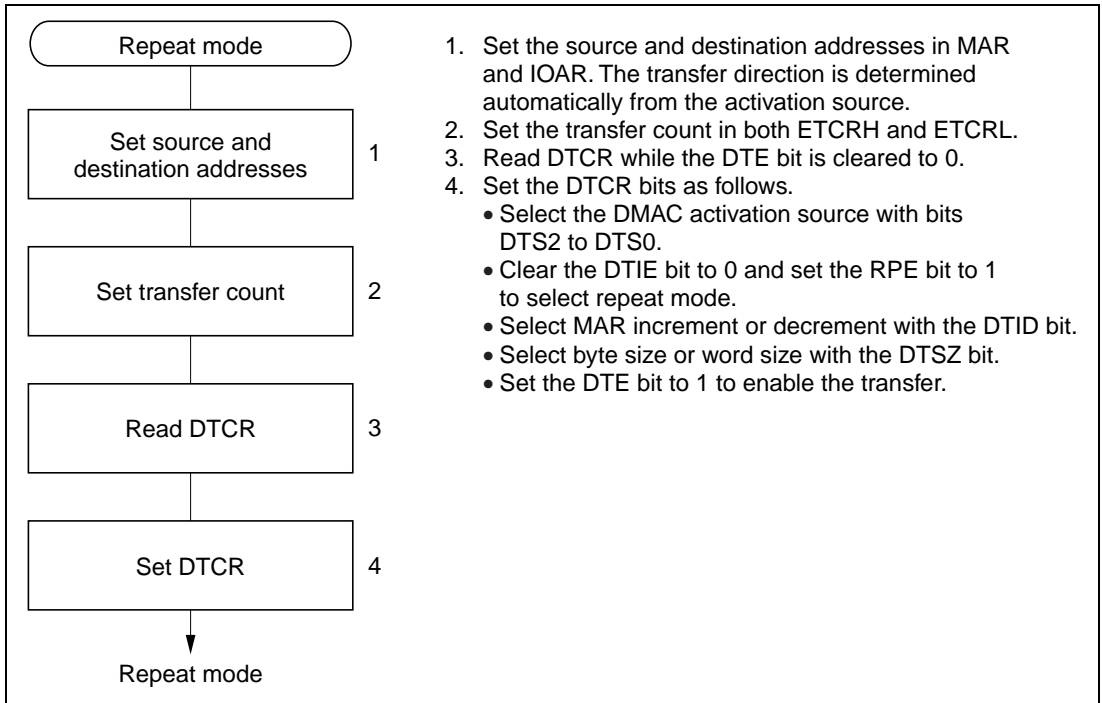 Repeat mode
Set source and
destination addresses
1
Set transfer count
2
Read DTCR
3
Set DTCR
4
Repeat mode
1. Set the source and destination addresses in MAR
and IOAR. The transfer direction is determined
automatically from the activation source.
2. Set the transfer count in both ETCRH and ETCRL.
3. Read DTCR while the DTE bit is cleared to 0.
4. Set the DTCR bits as follows.
• Select the DMAC activation source with bits
DTS2 to DTS0.
• Clear the DTIE bit to 0 and set the RPE bit to 1
to select repeat mode.
• Select MAR increment or decrement with the DTID bit.
• Select byte size or word size with the DTSZ bit.
• Set the DTE bit to 1 to enable the transfer.